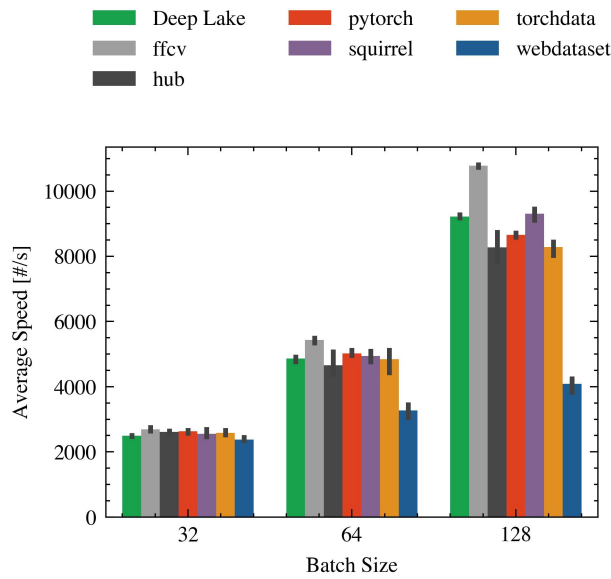 Deep Lake pytorch torchdata
ffcv squirrel webdataset
hub
10000
8000
6000
4000
2000
0
Average Speed [#/s]
32 64 128
Batch Size